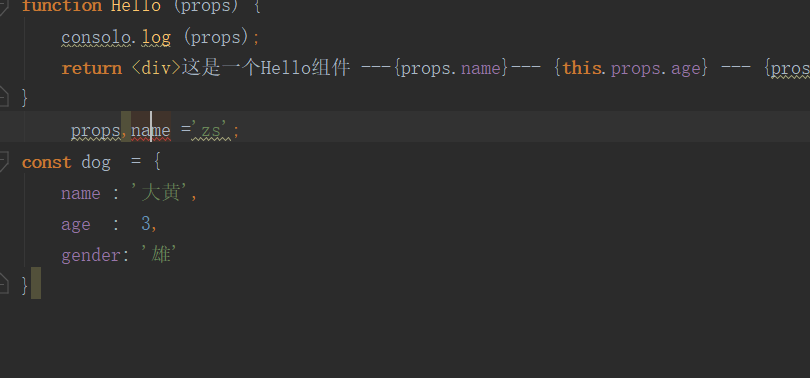 function Hello (props) {
consolo.log (props);
return <div>这是一个Hello组件 ---{props.name}--- {this.props.age} --- {pros
}
props,name ='zs';
const dog = {
name : '大黄',
age : 3,
gender: '雄'
}